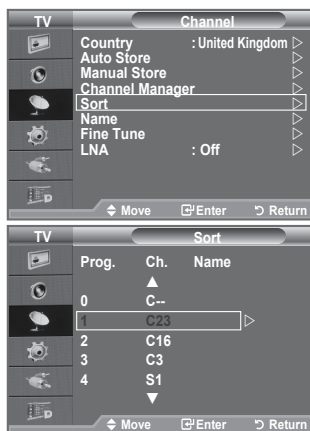 TV Channel
Country : United Kingdom
Auto Store
Manual Store
Channel Manager
Sort
Name
Fine Tune
LNA : Off
Move Enter Return
TV Sort
Prog. Ch. Name
0 C--
1 C23
2 C16
3 C3
4 S1
Move Enter Return